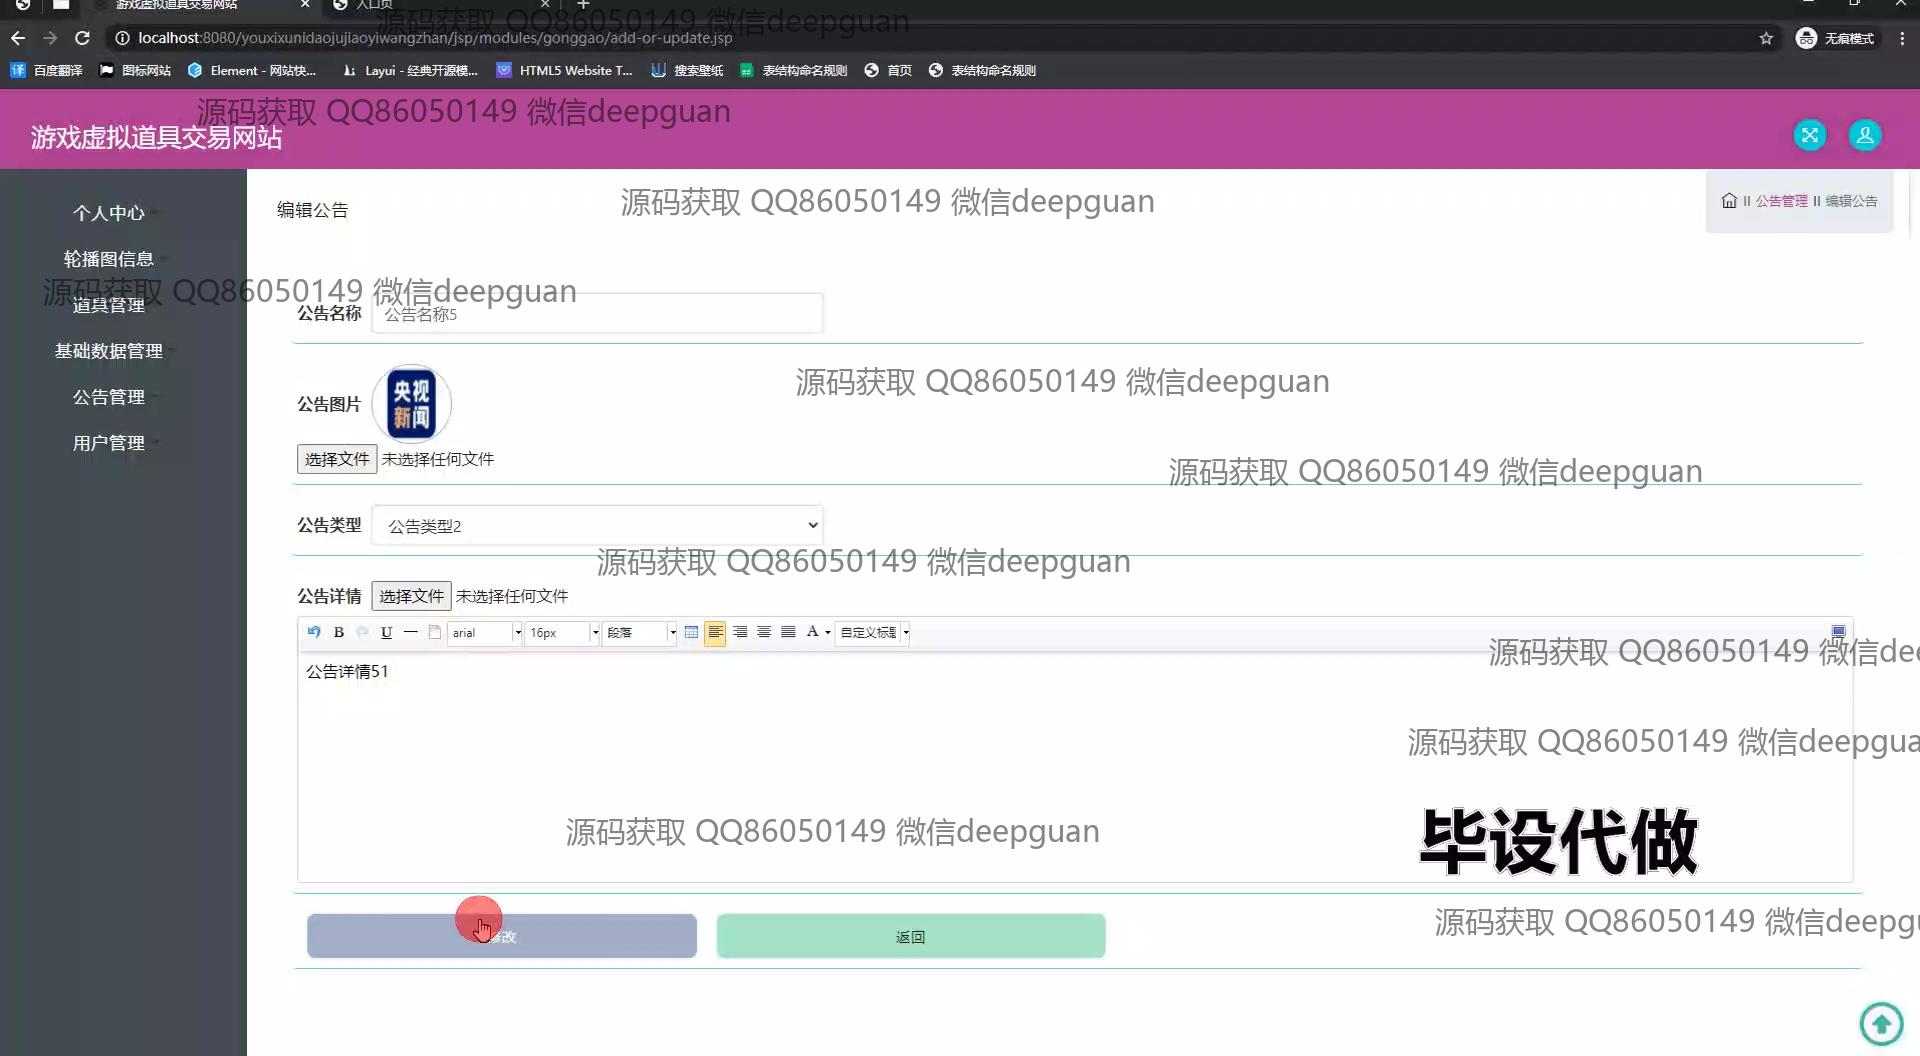 游戏虚拟道具交易网站
入口页
源码获取 QQ86050149 微信deepguan
localhost:8080/youxixunidaojujiaoyiwangzhan/jsp/modules/gonggao/add-or-update.jsp
无痕模式
百度翻译 图标网站 Element - 网站快... Layui - 经典开源模... HTML5 Website T... 搜索壁纸 表结构命名规则 首页 表结构命名规则
源码获取 QQ86050149 微信deepguan
游戏虚拟道具交易网站
个人中心
轮播图信息
道具管理
基础数据管理
公告管理
用户管理
编辑公告
源码获取 QQ86050149 微信deepguan
公告管理 编辑公告
源码获取 QQ86050149 微信deepguan
公告名称 公告名称5
源码获取 QQ86050149 微信deepguan
公告图片
央视
新闻
选择文件 未选择任何文件
源码获取 QQ86050149 微信deepguan
公告类型 公告类型2
源码获取 QQ86050149 微信deepguan
公告详情 选择文件 未选择任何文件
B U arial 16px 段落 A 自定义标题
源码获取 QQ86050149 微信dee
公告详情51
源码获取 QQ86050149 微信deepgua
源码获取 QQ86050149 微信deepguan
毕设代做
源码获取 QQ86050149 微信deepg
修改 返回